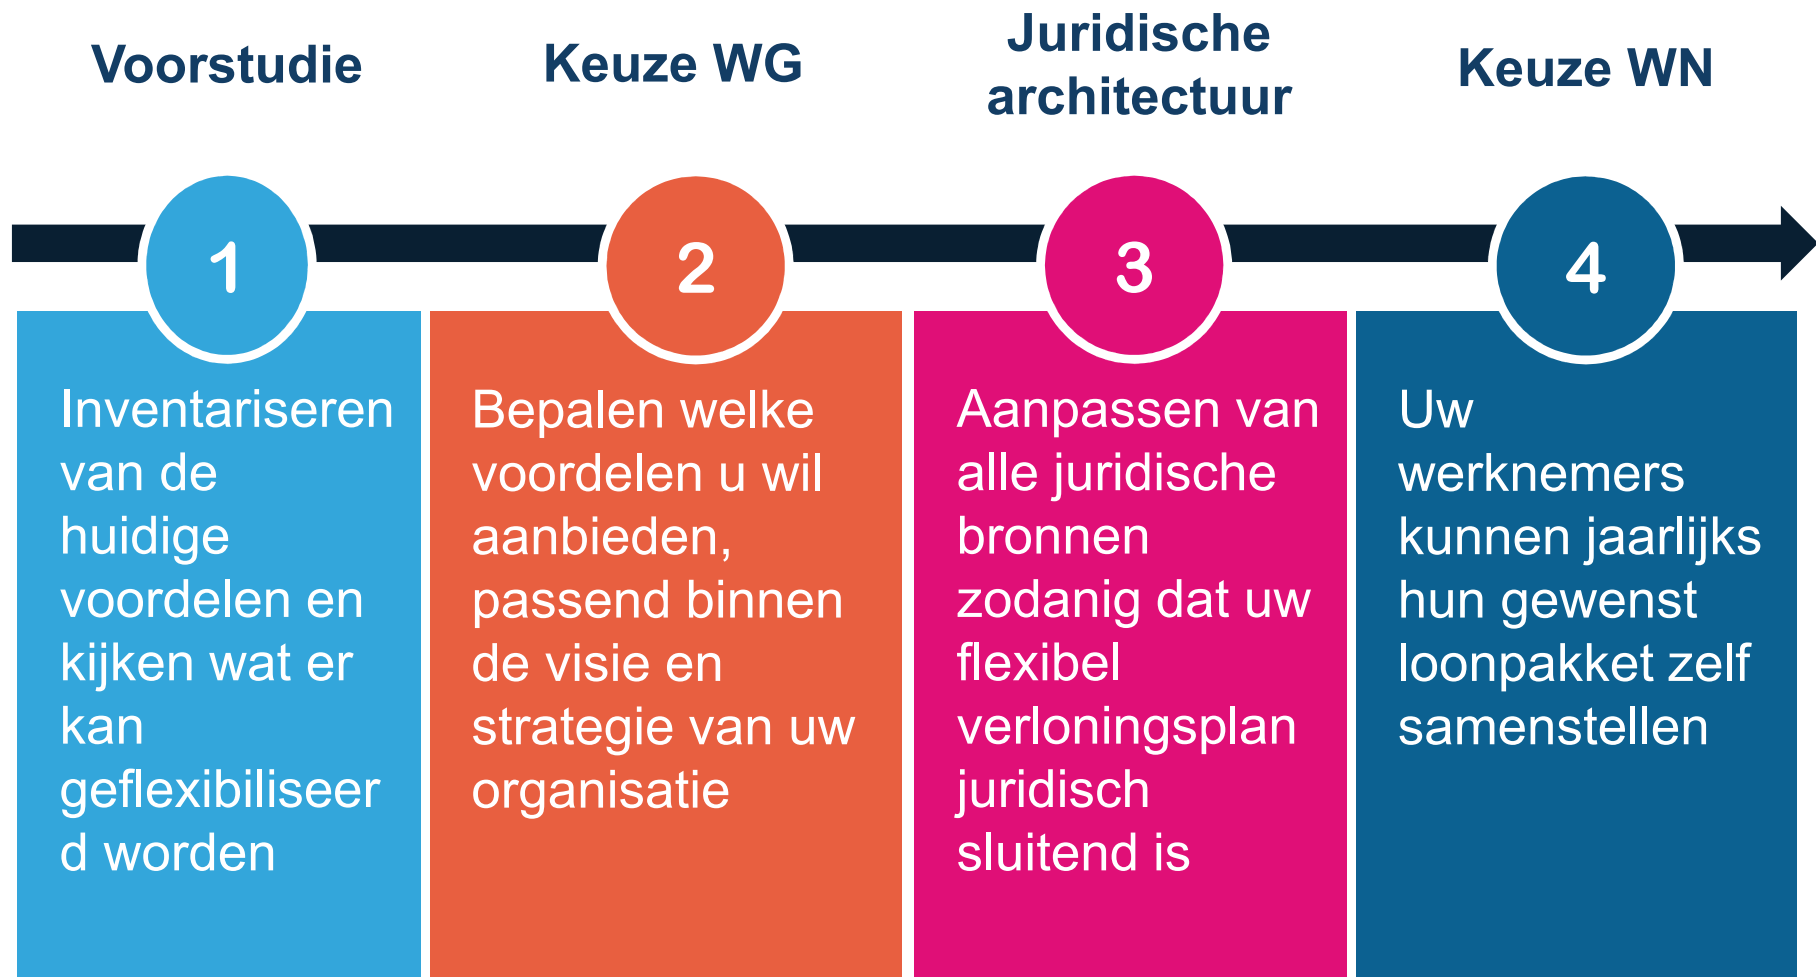 Voorstudie
Keuze WG
Juridische
architectuur
Keuze WN
1
2
3
4
Inventariseren
van de
huidige
voordelen en
kijken wat er
kan
geflexibiliseer
d worden
Bepalen welke
voordelen u wil
aanbieden,
passend binnen
de visie en
strategie van uw
organisatie
Aanpassen van
alle juridische
bronnen
zodanig dat uw
flexibel
verloningsplan
juridisch
sluitend is
Uw
werknemers
kunnen jaarlijks
hun gewenst
loonpakket zelf
samenstellen